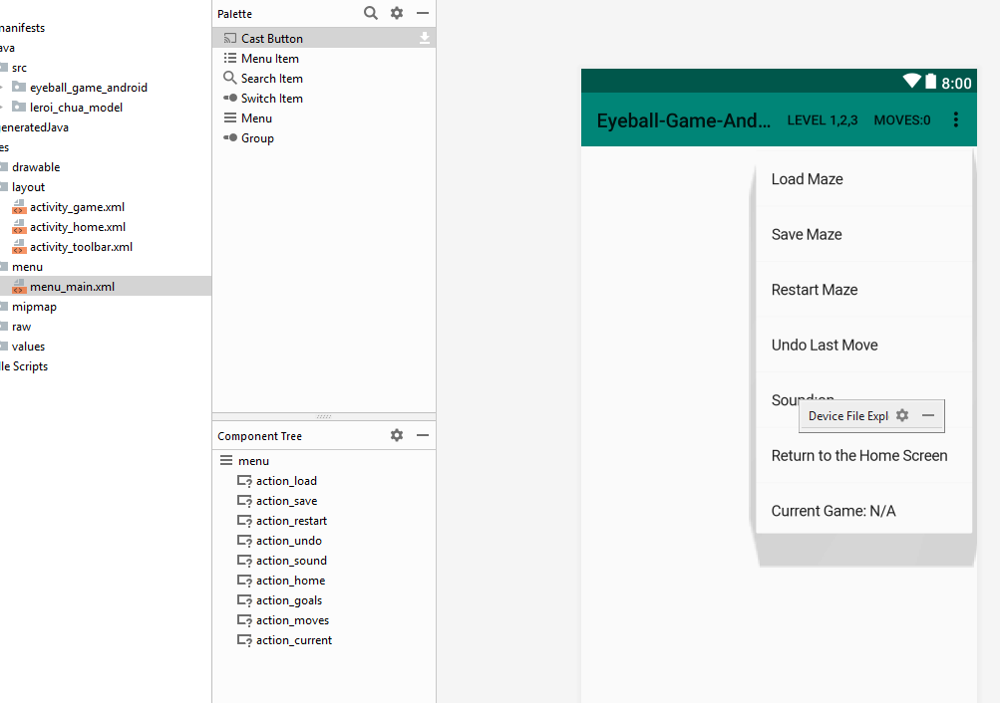 manifests
ava
src
eyeball_game_android
leroi_chua_model
eneratedJava
es
drawable
layout
activity_game.xml
activity_home.xml
activity_toolbar.xml
menu
menu_main.xml
mipmap
raw
values
lle Scripts
Palette
Cast Button
Menu Item
Search Item
Switch Item
Menu
Group
Component Tree
menu
action_load
action_save
action_restart
action_undo
action_sound
action_home
action_goals
action_moves
action_current
8:00
Eyeball-Game-And... LEVEL 1,2,3 MOVES:0
Load Maze
Save Maze
Restart Maze
Undo Last Move
Sound:on
Device File Expl
Return to the Home Screen
Current Game: N/A